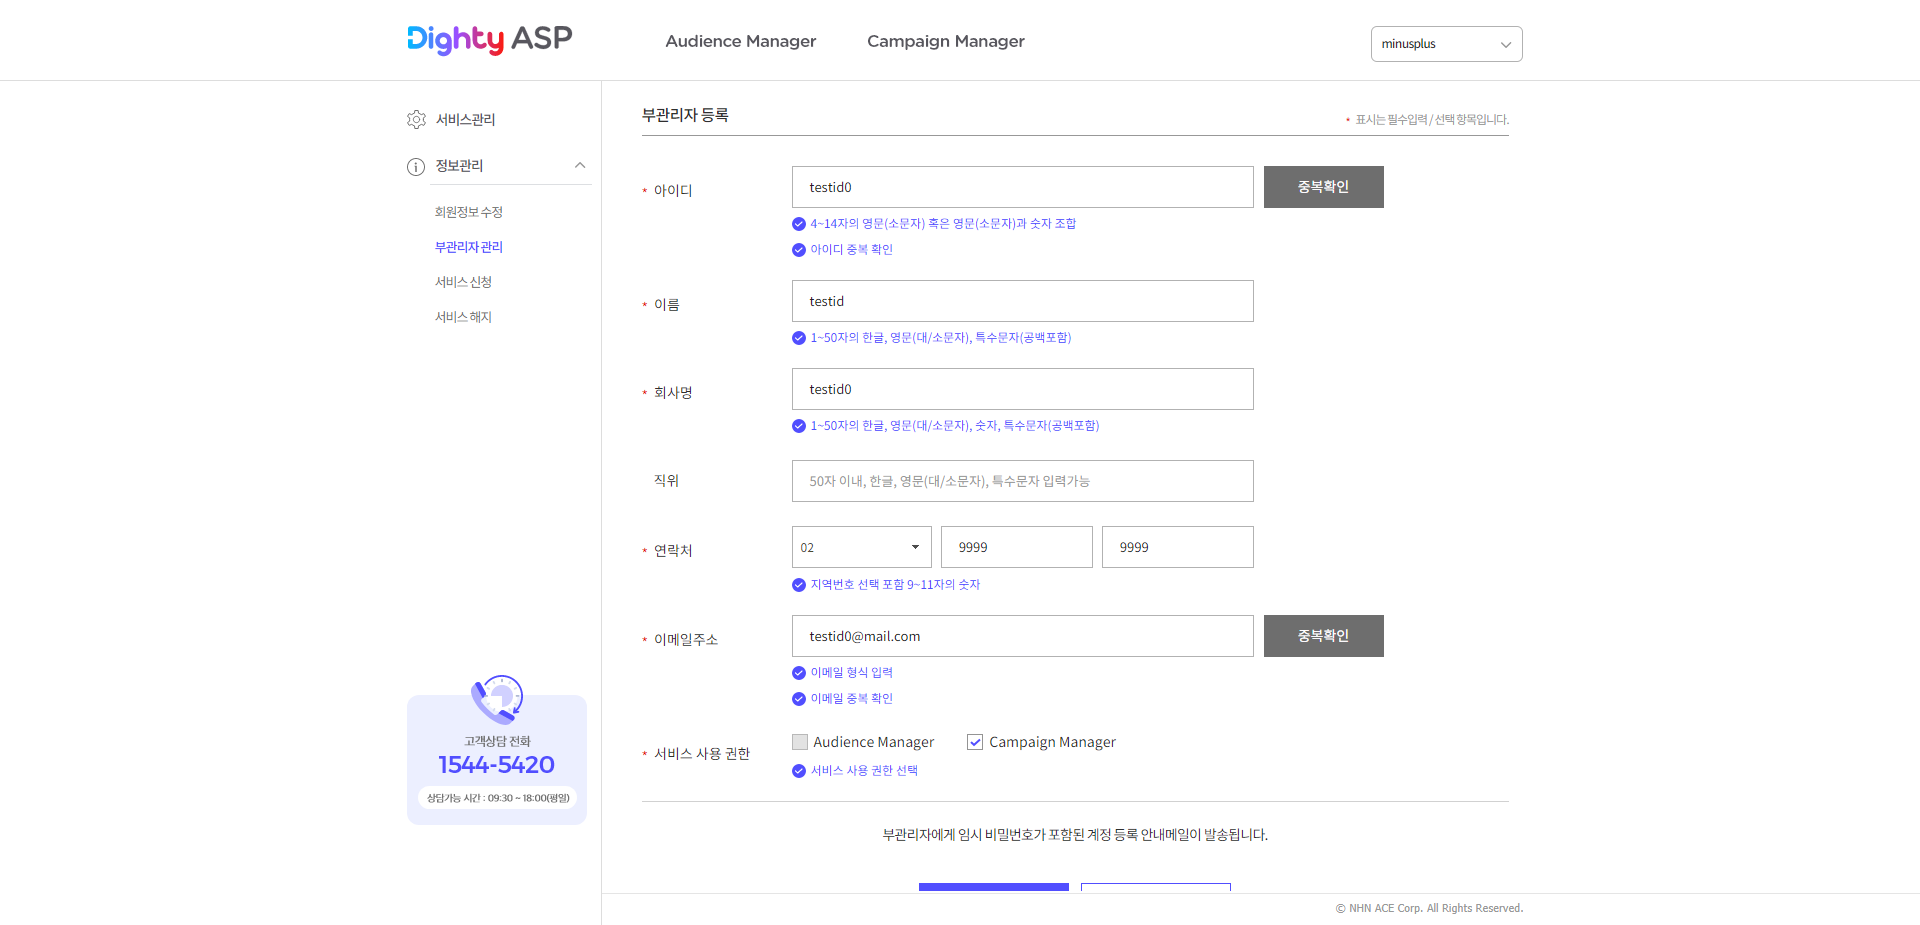 Dighty ASP
Audience Manager
Campaign Manager
minusplus
서비스관리
정보관리
회원정보 수정
부관리자 관리
서비스 신청
서비스 해지
고객상담 전화
1544-5420
상담가능 시간 : 09:30 ~ 18:00(평일)
부관리자 등록
• 표시는 필수입력 / 선택 항목입니다.
* 아이디
testid0
중복확인
4~14자의 영문(소문자) 혹은 영문(소문자)과 숫자 조합
아이디 중복 확인
* 이름
testid
1~50자의 한글, 영문(대/소문자), 특수문자(공백포함)
* 회사명
testid0
1~50자의 한글, 영문(대/소문자), 숫자, 특수문자(공백포함)
직위
50자 이내, 한글, 영문(대/소문자), 특수문자 입력가능
* 연락처
02
9999
9999
지역번호 선택 포함 9~11자의 숫자
* 이메일주소
testid0@mail.com
중복확인
이메일 형식 입력
이메일 중복 확인
* 서비스 사용 권한
Audience Manager
Campaign Manager
서비스 사용 권한 선택
부관리자에게 임시 비밀번호가 포함된 계정 등록 안내메일이 발송됩니다.
© NHN ACE Corp. All Rights Reserved.